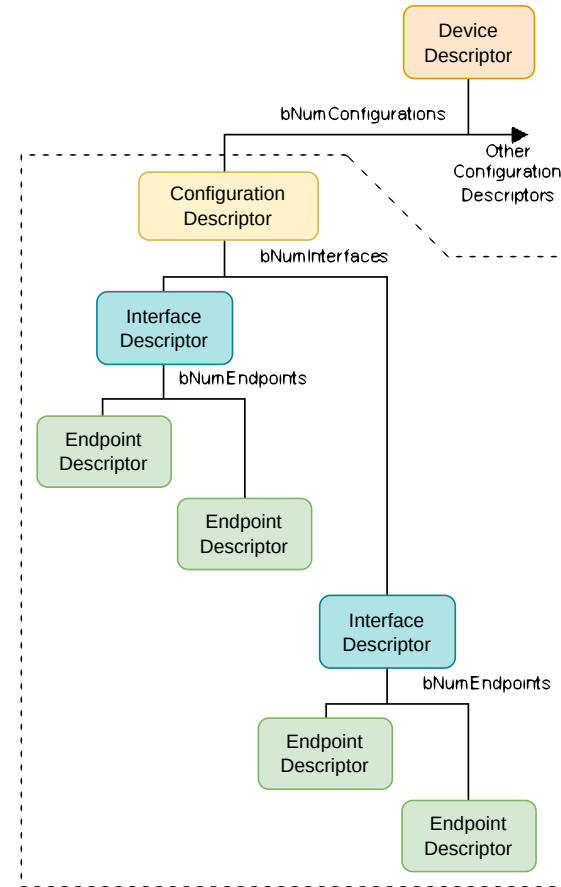 Device
Descriptor
bNumConfigurations
Other
Configuration
Descriptors
Configuration
Descriptor
bNumInterfaces
Interface
Descriptor
bNumEndpoints
Endpoint
Descriptor
Endpoint
Descriptor
Interface
Descriptor
bNumEndpoints
Endpoint
Descriptor
Endpoint
Descriptor